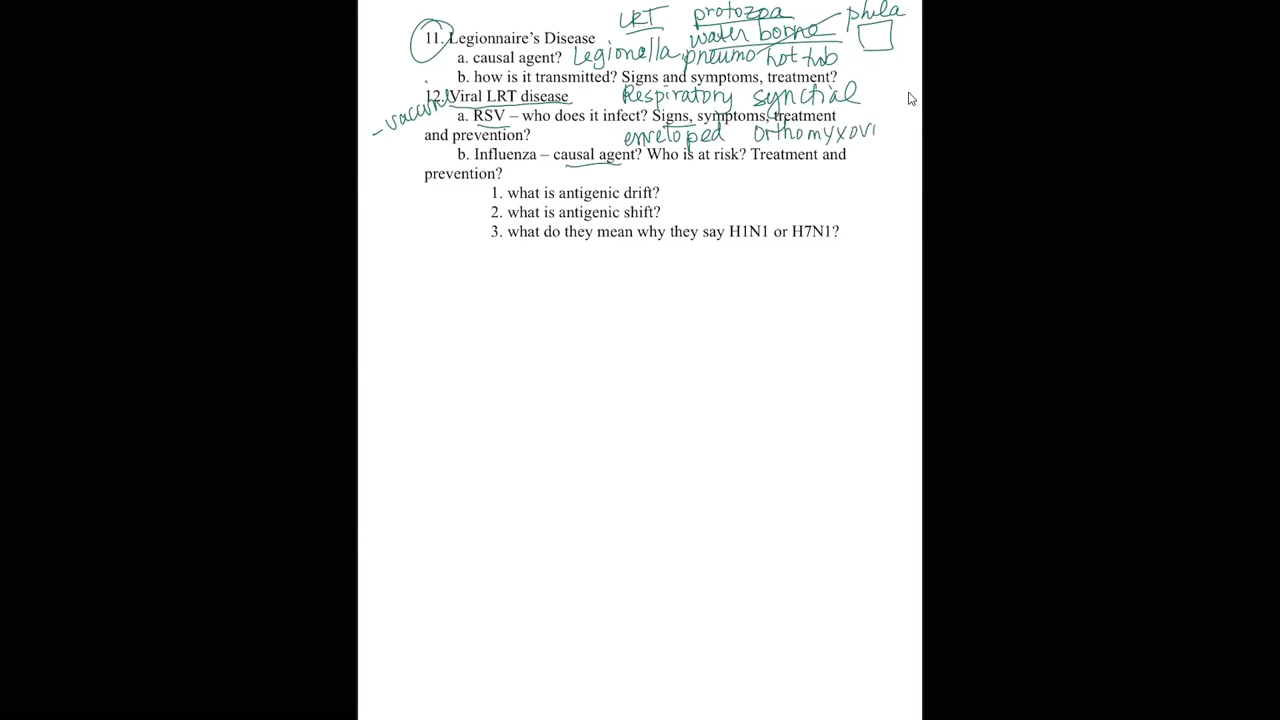 LRT protozoa phila
11. Legionnaire's Disease water borne
a. causal agent? Legionella pneumo hot tub
b. how is it transmitted? Signs and symptoms, treatment?
12. Viral LRT disease Respiratory synctial
- vaccine a. RSV – who does it infect? Signs, symptoms, treatment
and prevention? enveloped orthomyxovi
b. Influenza – causal agent? Who is at risk? Treatment and
prevention?
1. what is antigenic drift?
2. what is antigenic shift?
3. what do they mean why they say H1N1 or H7N1?